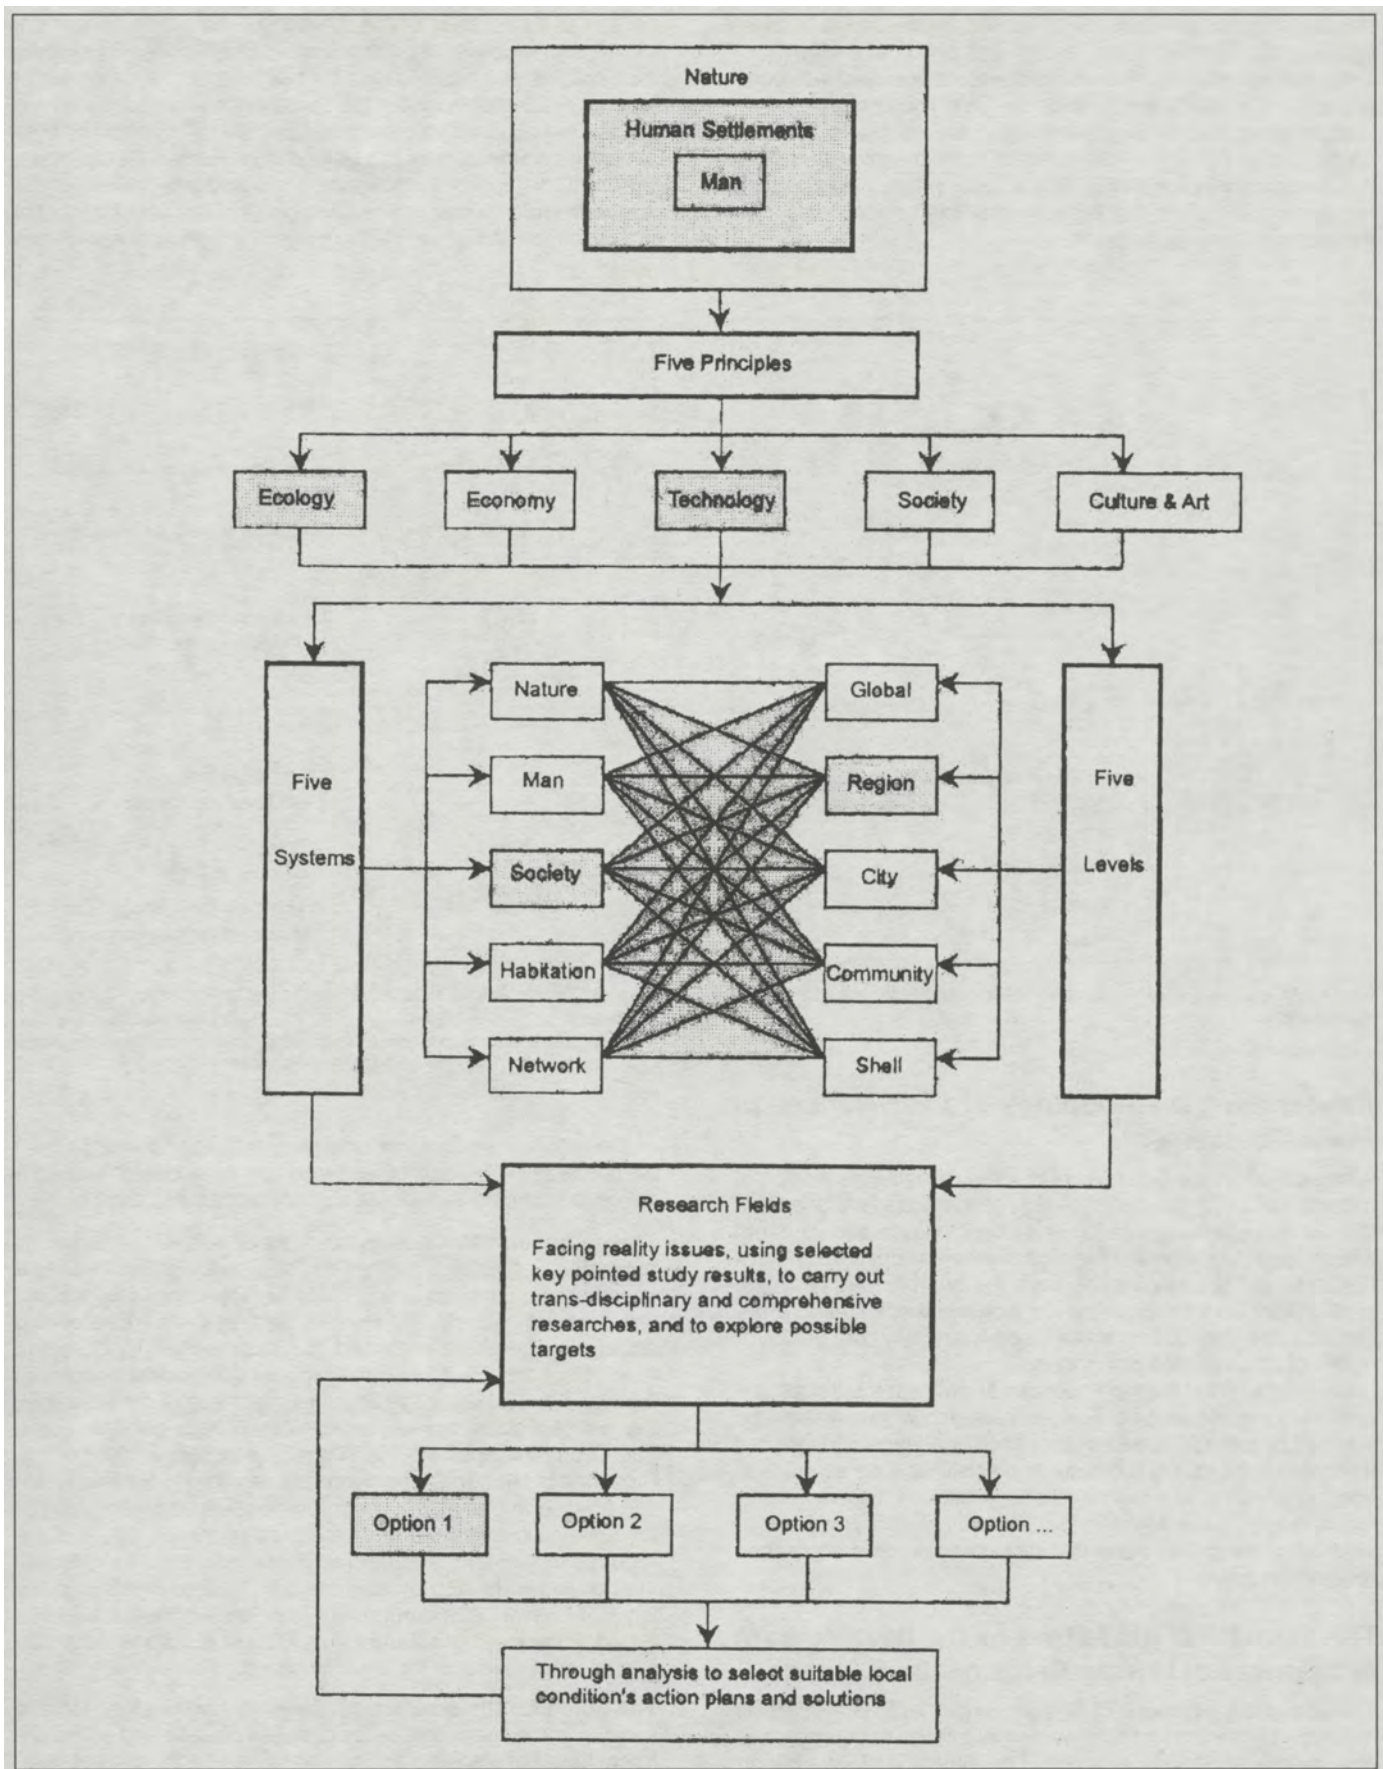 Nature
Human Settlements
Man
Five Principles
Ecology
Economy
Technology
Society
Culture & Art
Five
Systems
Nature
Man
Society
Habitation
Network
Global
Region
City
Community
Shell
Five
Levels
Research Fields
Facing reality issues, using selected
key pointed study results, to carry out
trans-disciplinary and comprehensive
researches, and to explore possible
targets
Option 1
Option 2
Option 3
Option ...
Through analysis to select suitable local
condition's action plans and solutions